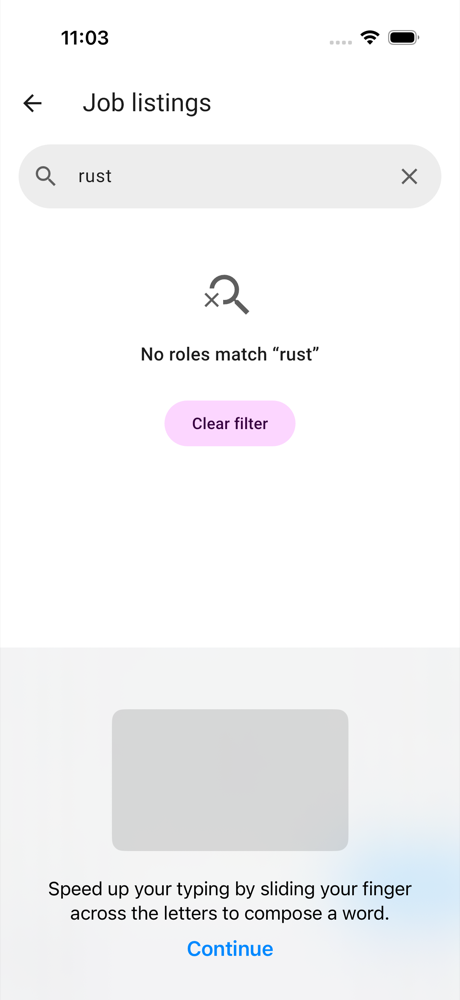 11:03
Job listings
rust
No roles match “rust”
Clear filter
Speed up your typing by sliding your finger
across the letters to compose a word.
Continue